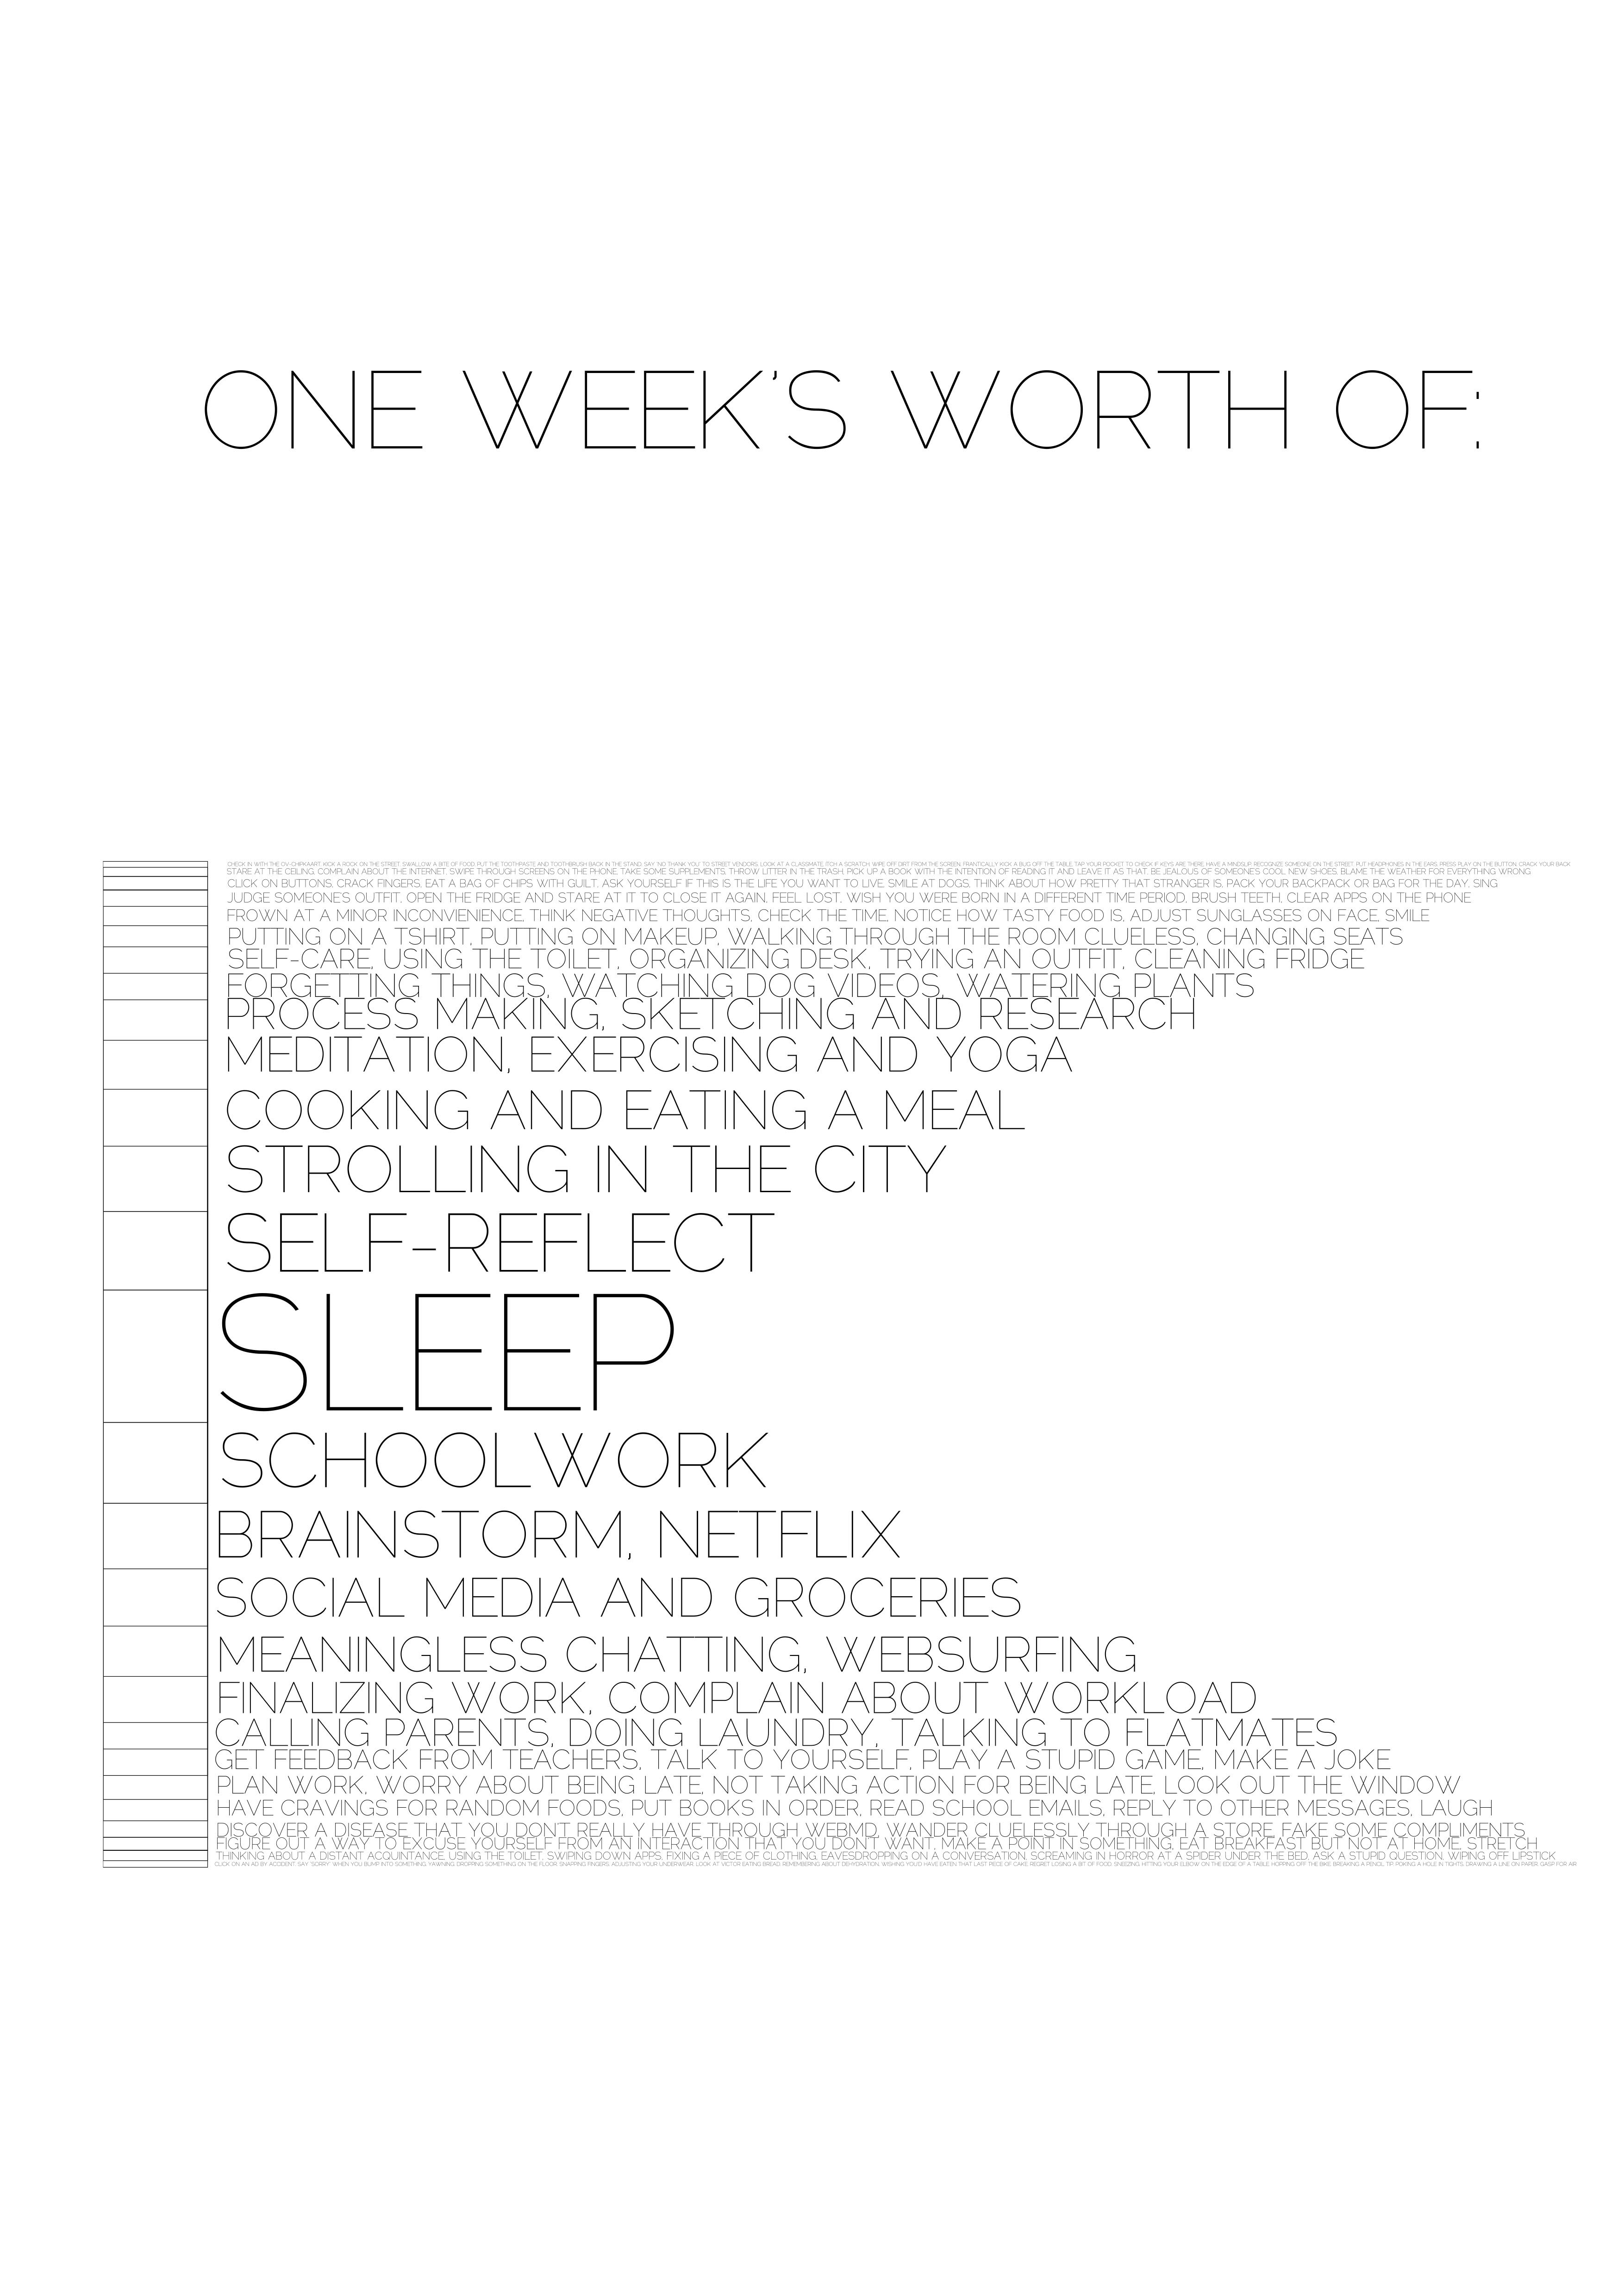 ONE WEEK'S WORTH OF:
CHECK IN WITH THE OV-CHIPKAART, KICK A ROCK ON THE STREET, SWALLOW A BITE OF FOOD, PUT THE TOOTHPASTE AND TOOTHBRUSH BACK IN THE STAND, SAY 'NO THANK YOU' TO STREET VENDORS, LOOK AT A CLASSMATE, ITCH A SCRATCH, WIPE OFF DIRT FROM THE SCREEN, FRANTICALLY KICK A BUG OFF THE TABLE, TAP YOUR POCKET TO CHECK IF KEYS ARE THERE, HAVE A MINDSUP, RECOGNIZE SOMEONE ON THE STREET, PUT HEADPHONES IN THE EARS, PRESS PLAY ON THE BUTTON, CRACK YOUR BACK
STARE AT THE CEILING, COMPLAIN ABOUT THE INTERNET, SWIPE THROUGH SCREENS ON THE PHONE, TAKE SOME SUPPLEMENTS, THROW LITTER IN THE TRASH, PICK UP A BOOK WITH THE INTENTION OF READING IT AND LEAVE IT AS THAT, BE JEALOUS OF SOMEONE'S COOL NEW SHOES, BLAME THE WEATHER FOR EVERYTHING WRONG
CLICK ON BUTTONS, CRACK FINGERS, EAT A BAG OF CHIPS WITH GUILT, ASK YOURSELF IF THIS IS THE LIFE YOU WANT TO LIVE, SMILE AT DOGS, THINK ABOUT HOW PRETTY THAT STRANGER IS, PACK YOUR BACKPACK OR BAG FOR THE DAY, SING
JUDGE SOMEONE'S OUTFIT, OPEN THE FRIDGE AND STARE AT IT TO CLOSE IT AGAIN, FEEL LOST, WISH YOU WERE BORN IN A DIFFERENT TIME PERIOD, BRUSH TEETH, CLEAR APPS ON THE PHONE
FROWN AT A MINOR INCONVIENIENCE, THINK NEGATIVE THOUGHTS, CHECK THE TIME, NOTICE HOW TASTY FOOD IS, ADJUST SUNGLASSES ON FACE, SMILE
PUTTING ON A TSHIRT, PUTTING ON MAKEUP, WALKING THROUGH THE ROOM CLUELESS, CHANGING SEATS
SELF-CARE, USING THE TOILET, ORGANIZING DESK, TRYING AN OUTFIT, CLEANING FRIDGE
FORGETTING THINGS, WATCHING DOG VIDEOS, WATERING PLANTS
PROCESS MAKING, SKETCHING AND RESEARCH
MEDITATION, EXERCISING AND YOGA
COOKING AND EATING A MEAL
STROLLING IN THE CITY
SELF-REFLECT
SLEEP
SCHOOLWORK
BRAINSTORM, NETFLIX
SOCIAL MEDIA AND GROCERIES
MEANINGLESS CHATTING, WEBSURFING
FINALIZING WORK, COMPLAIN ABOUT WORKLOAD
CALLING PARENTS, DOING LAUNDRY, TALKING TO FLATMATES
GET FEEDBACK FROM TEACHERS, TALK TO YOURSELF, PLAY A STUPID GAME, MAKE A JOKE
PLAN WORK, WORRY ABOUT BEING LATE, NOT TAKING ACTION FOR BEING LATE, LOOK OUT THE WINDOW
HAVE CRAVINGS FOR RANDOM FOODS, PUT BOOKS IN ORDER, READ SCHOOL EMAILS, REPLY TO OTHER MESSAGES, LAUGH
DISCOVER A DISEASE THAT YOU DON'T REALLY HAVE THROUGH WEBMD, WANDER CLUELESSLY THROUGH A STORE, FAKE SOME COMPLIMENTS
FIGURE OUT A WAY TO EXCUSE YOURSELF FROM AN INTERACTION THAT YOU DON'T WANT, MAKE A POINT IN SOMETHING, EAT BREAKFAST BUT NOT AT HOME, STRETCH
THINKING ABOUT A DISTANT ACQUINTANCE, USING THE TOILET, SWIPING DOWN APPS, FIXING A PIECE OF CLOTHING, EAVESDROPPING ON A CONVERSATION, SCREAMING IN HORROR AT A SPIDER UNDER THE BED, ASK A STUPID QUESTION, WIPING OFF LIPSTICK
CLICK ON AN AD BY ACCIDENT, SAY 'SORRY' WHEN YOU BUMP INTO SOMETHING, YAWNING, DROPPING SOMETHING ON THE FLOOR, SNAPPING FINGERS, ADJUSTING YOUR UNDERWEAR, LOOK AT VICTOR EATING BREAD, REMEMBERING ABOUT DEHYDRATION, WISHING YOU'D HAVE EATEN THAT LAST PIECE OF CAKE, REGRET LOSING A BIT OF FOOD, SNEEZING, HITTING YOUR ELBOW ON THE EDGE OF A TABLE, HOPPING OFF THE BIKE, BREAKING A PENCIL TIP, POKING A HOLE IN TIGHTS, DRAWING A LINE ON PAPER, GASP FOR AIR